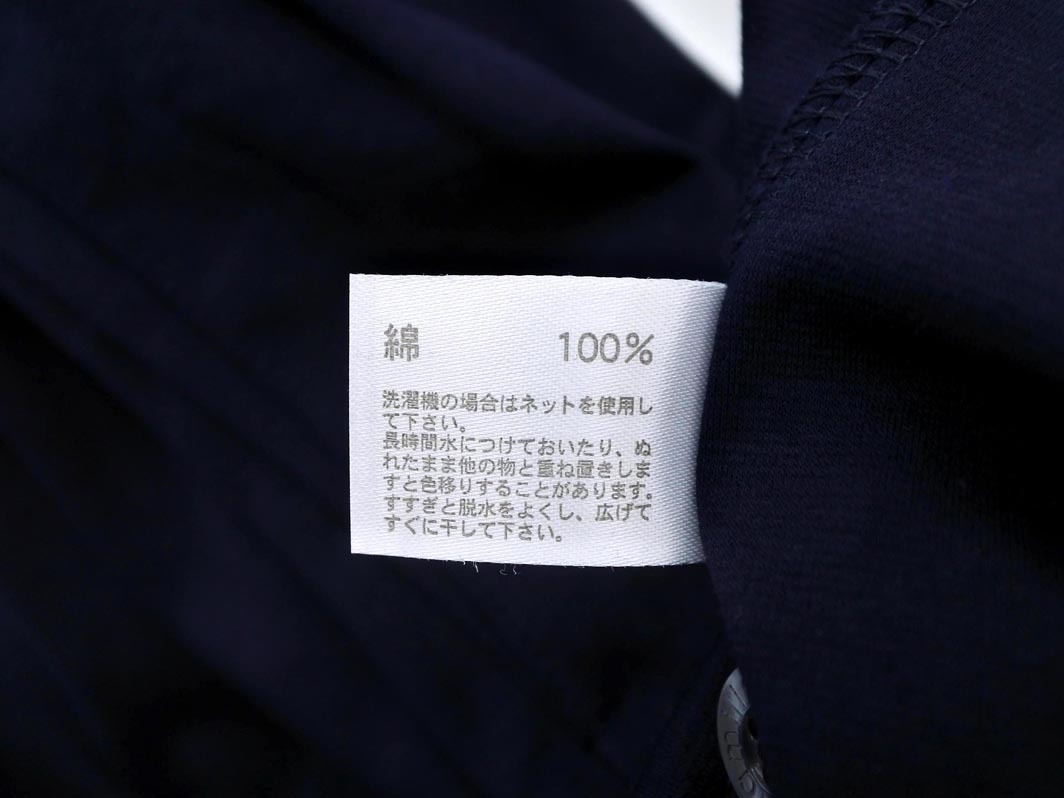 綿 100%
洗濯機の場合はネットを使用し
て下さい。
長時間水につけておいたり、ぬ
れたまま他の物と重ね置きしま
すと色移りすることがあります。
すすぎと脱水をよくし、広げて
すぐに干して下さい。